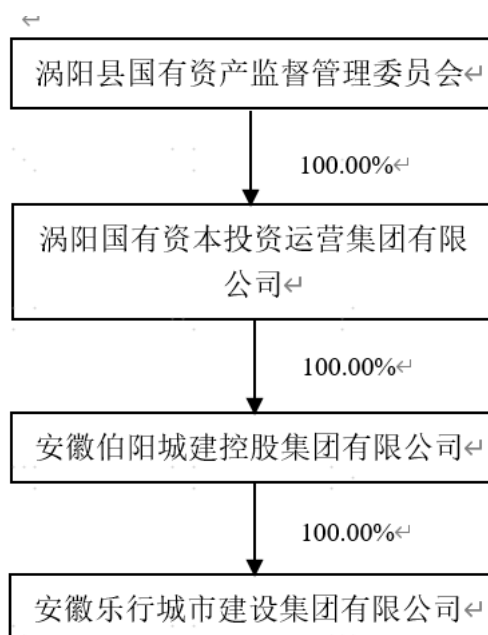 涡阳县国有资产监督管理委员会
100.00%
涡阳国有资本投资运营集团有限
公司
100.00%
安徽伯阳城建控股集团有限公司
100.00%
安徽乐行城市建设集团有限公司